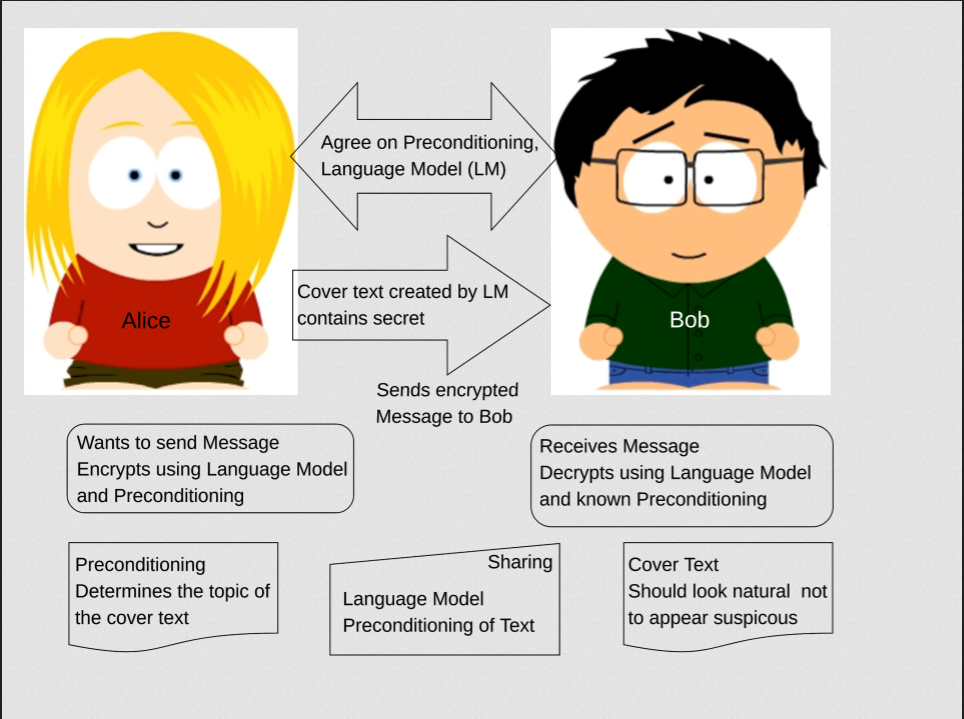 Agree on Preconditioning,
Language Model (LM)
Cover text created by LM
contains secret
Alice
Bob
Sends encrypted
Message to Bob
Wants to send Message
Encrypts using Language Model
and Preconditioning
Receives Message
Decrypts using Language Model
and known Preconditioning
Preconditioning
Determines the topic of
the cover text
Sharing
Language Model
Preconditioning of Text
Cover Text
Should look natural  not
to appear suspicous